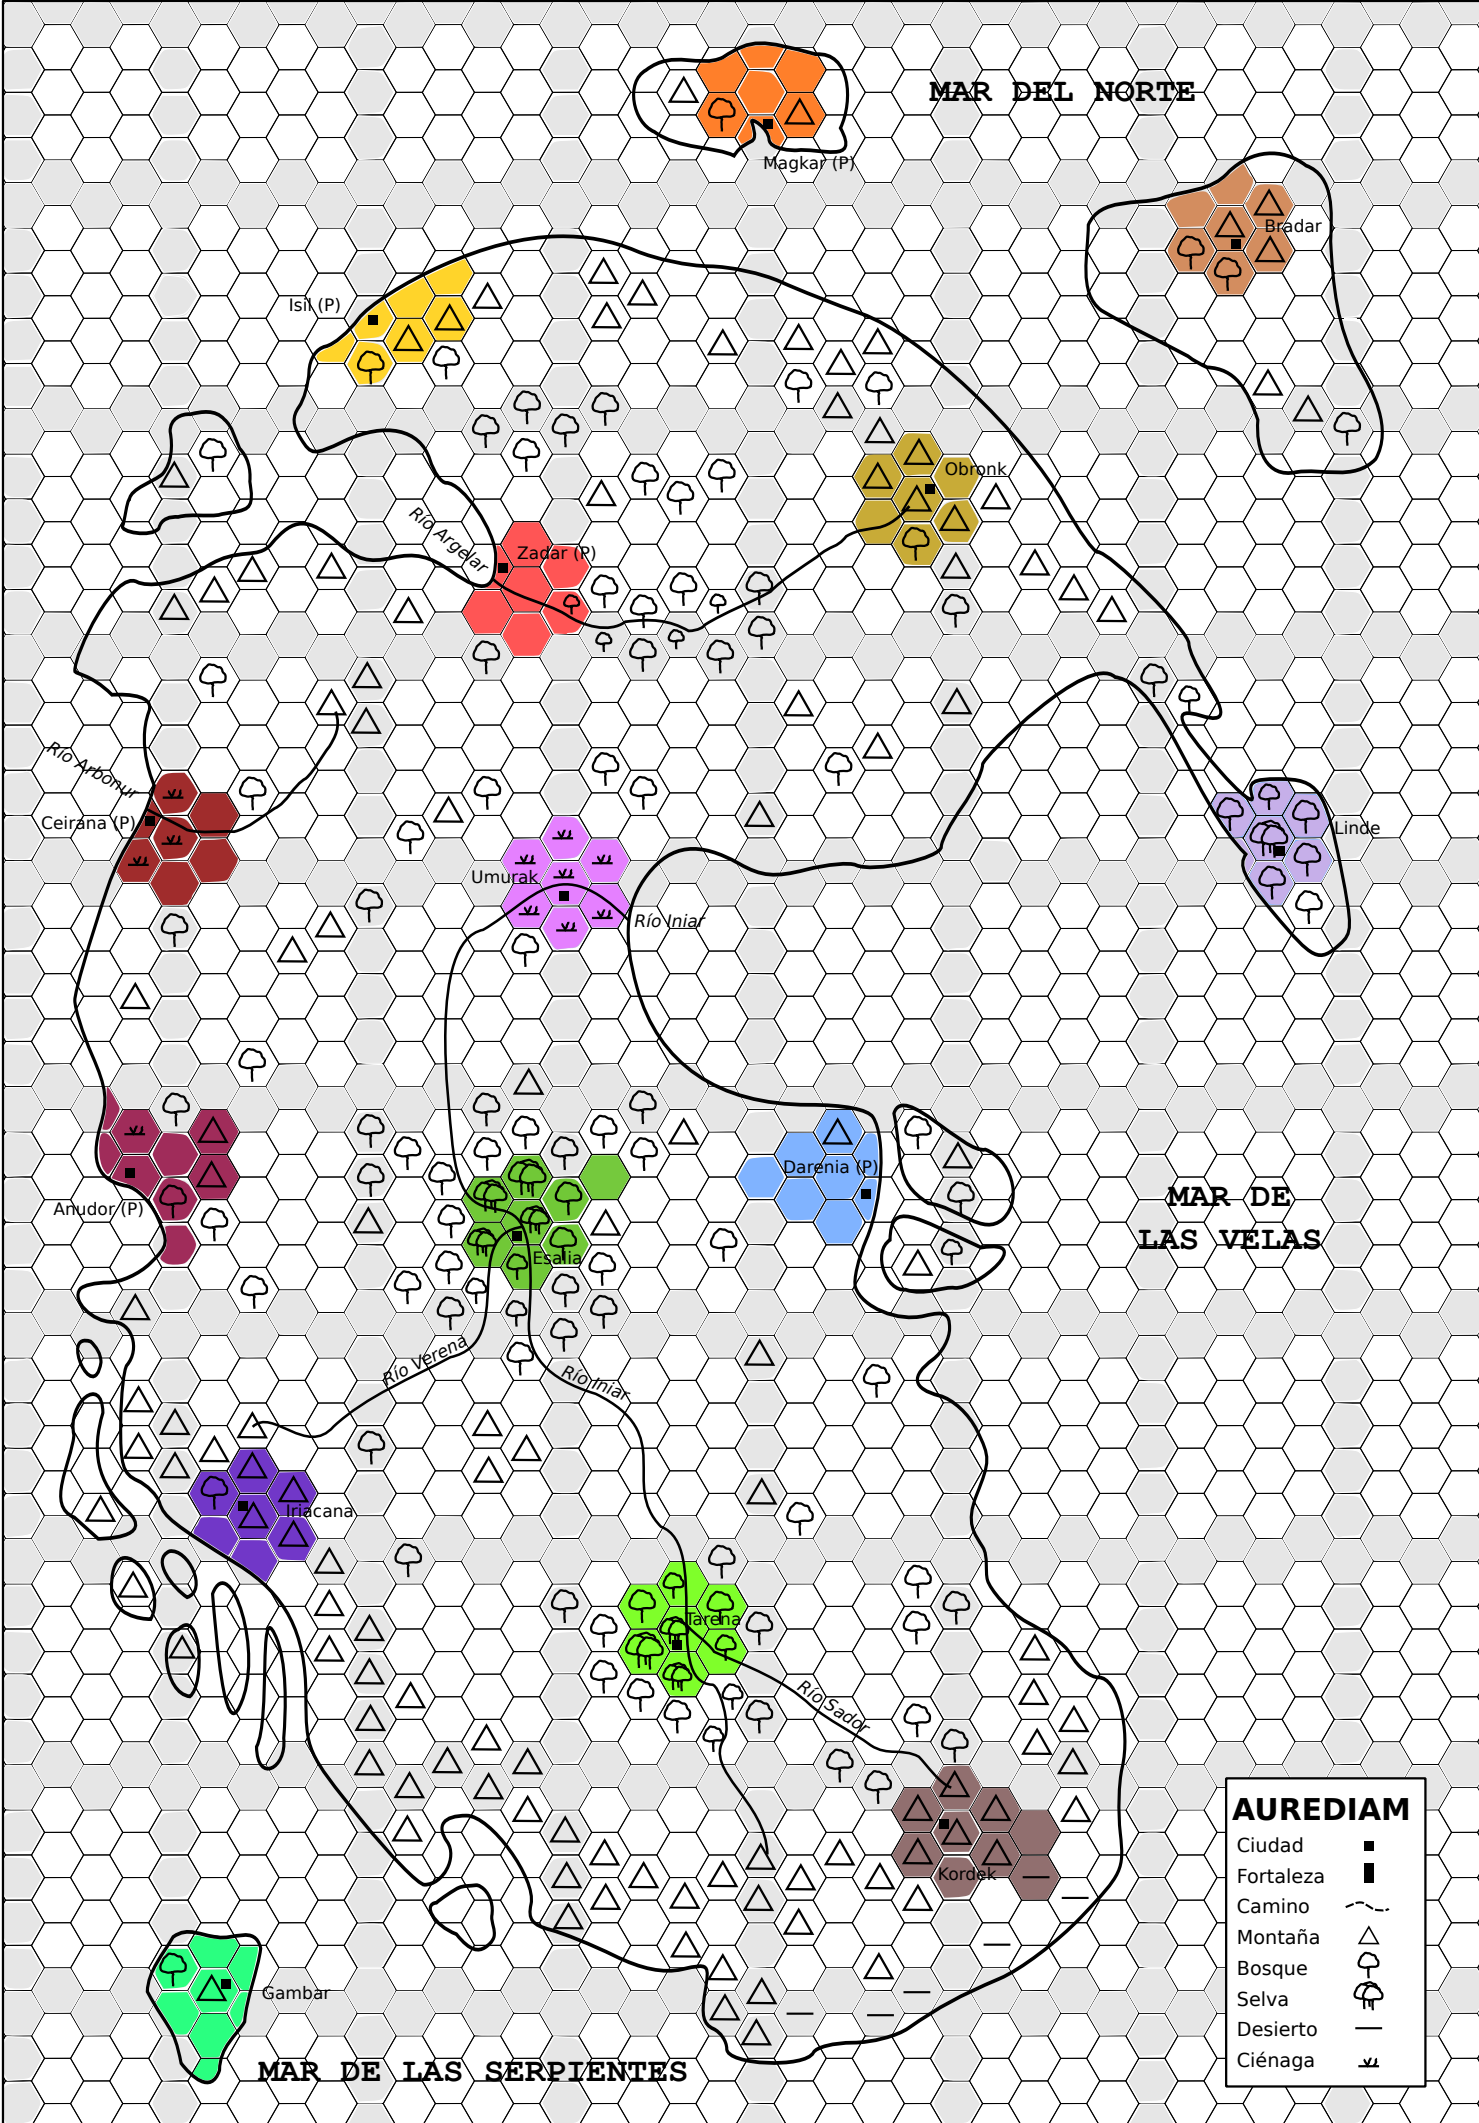 MAR DEL NORTE
Magkar (P)
Bradar
Isil (P)
Obronk
Río Argelar
Zadar (P)
Río Arbonur
Ceirana (P)
Linde
Umurak
Río Iniar
Darenia (P)
Anudor (P)
MAR DE
LAS VELAS
Esalia
Río Verena
Río Iniar
Iriacana
Tarena
Río Sador
Kordek
Gambar
MAR DE LAS SERPIENTES
AUREDIAM
Ciudad
Fortaleza
Camino
Montaña
Bosque
Selva
Desierto
Ciénaga